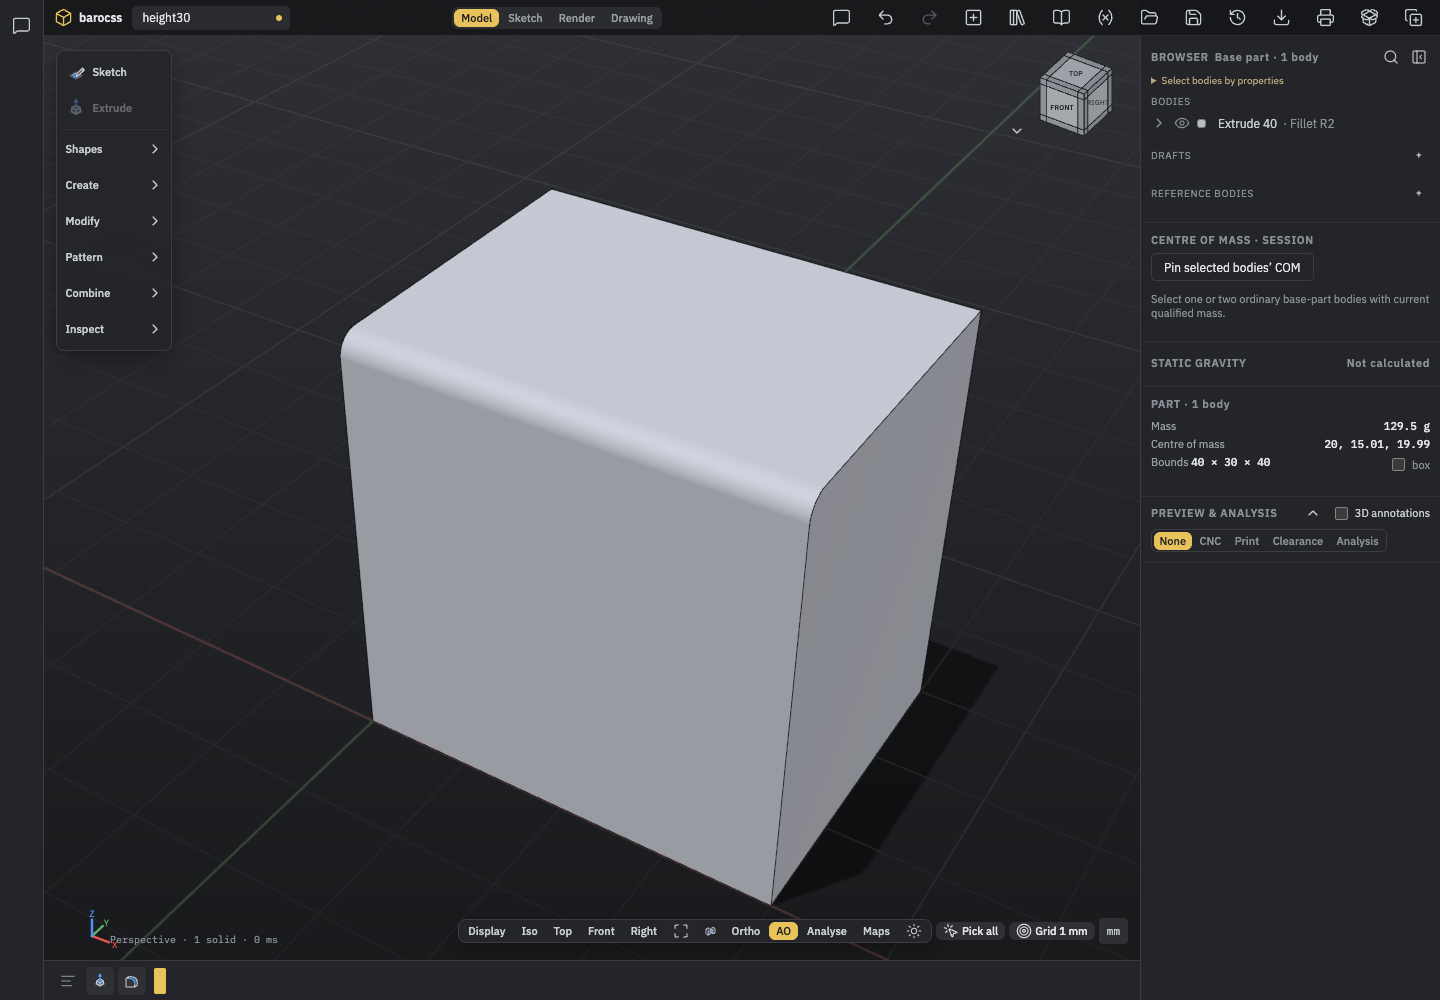 barocss
height30
Model
Sketch
Render
Drawing
Sketch
Extrude
Shapes
Create
Modify
Pattern
Combine
Inspect
TOP
FRONT
RIGHT
BROWSER Base part · 1 body
Select bodies by properties
BODIES
Extrude 40 · Fillet R2
DRAFTS
REFERENCE BODIES
CENTRE OF MASS · SESSION
Pin selected bodies’ COM
Select one or two ordinary base-part bodies with current
qualified mass.
STATIC GRAVITY Not calculated
PART · 1 body
Mass 129.5 g
Centre of mass 20, 15.01, 19.99
Bounds 40 × 30 × 40 box
PREVIEW & ANALYSIS 3D annotations
None CNC Print Clearance Analysis
Z
Y
X
Perspective · 1 solid · 0 ms
Display Iso Top Front Right Ortho AO Analyse Maps Pick all Grid 1 mm mm